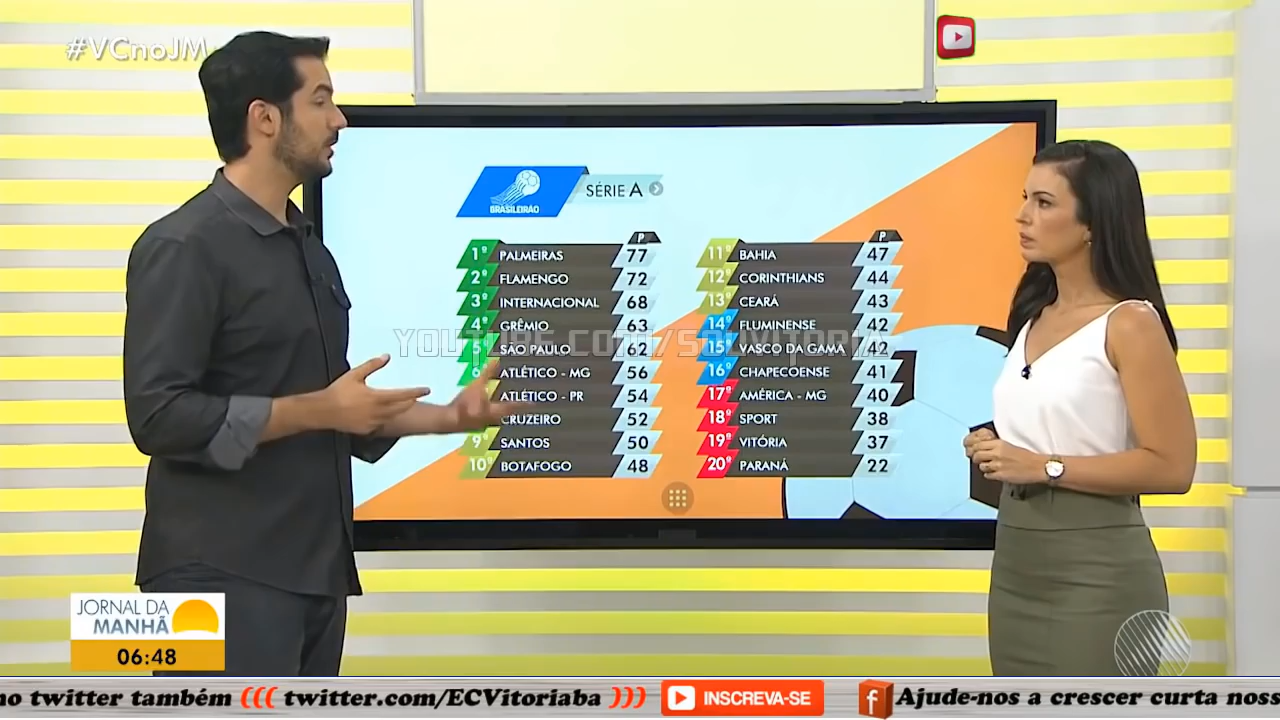 #VCnoJM
BRASILEIRÃO
SÉRIE A
P
1º PALMEIRAS 77
2º FLAMENGO 72
3º INTERNACIONAL 68
4º GRÊMIO 63
5º SÃO PAULO 62
6º ATLÉTICO - MG 56
ATLÉTICO - PR 54
CRUZEIRO 52
9º SANTOS 50
10º BOTAFOGO 48
P
11º BAHIA 47
12º CORINTHIANS 44
13º CEARÁ 43
14º FLUMINENSE 42
15º VASCO DA GAMA 42
16º CHAPECOENSE 41
17º AMÉRICA - MG 40
18º SPORT 38
19º VITÓRIA 37
20º PARANÁ 22
YOUTUBE.COM/SOLVITORIA
JORNAL DA
MANHÃ
06:48
no twitter também ((( twitter.com/ECVitoriaba ))) INSCREVA-SE f Ajude-nos a crescer curta noss